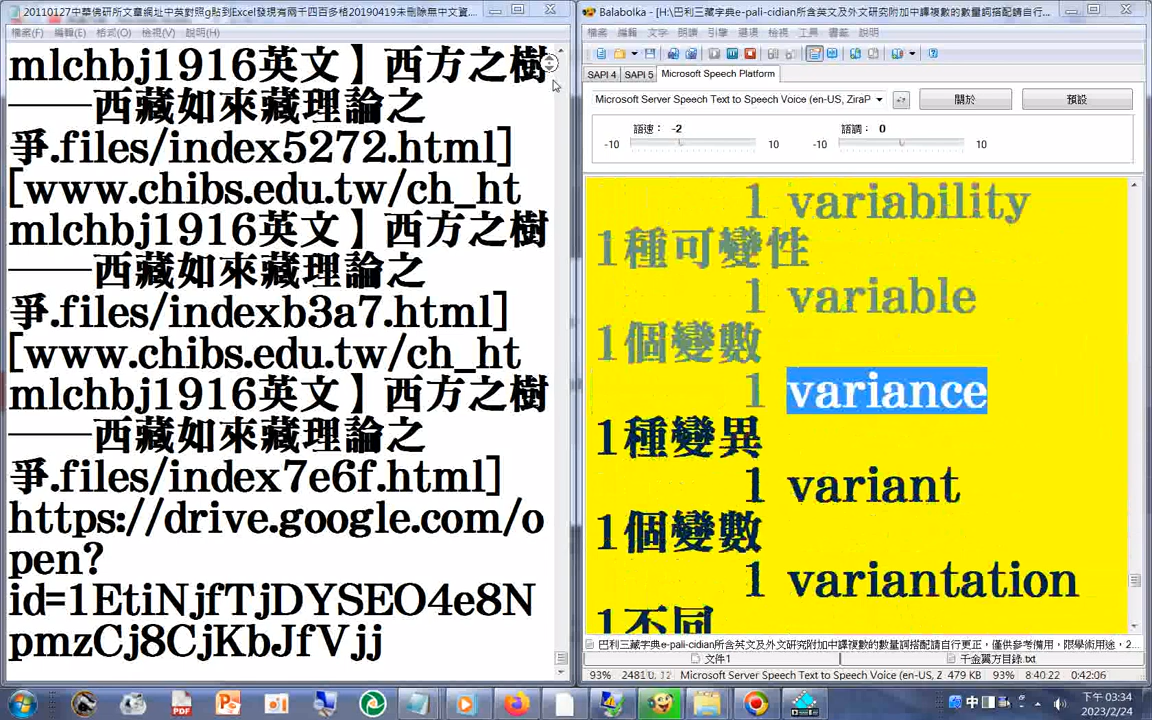 20110127中華佛研所文章網址中英對照g貼到Excel發現有兩千四百多格20190419未刪除無中文資...
檔案(F) 編輯(E) 格式(O) 檢視(V) 說明(H)
mlchbj1916英文】西方之樹
——西藏如來藏理論之
爭.files/index5272.html]
[www.chibs.edu.tw/ch_ht
mlchbj1916英文】西方之樹
——西藏如來藏理論之
爭.files/indexb3a7.html]
[www.chibs.edu.tw/ch_ht
mlchbj1916英文】西方之樹
——西藏如來藏理論之
爭.files/index7e6f.html]
https://drive.google.com/o
pen?
id=1EtiNjfTjDYSEO4e8N
pmzCj8CjKbJfVjj
Balabolka - [H:\巴利三藏字典e-pali-cidian所含英文及外文研究附加中譯複數的數量詞搭配請自行...
檔案 編輯 文字 朗讀 引擎 選項 檢視 工具 書籤 說明
SAPI 4 SAPI 5 Microsoft Speech Platform
Microsoft Server Speech Text to Speech Voice (en-US, ZiraP 關於 預設
語速： -2 語調： 0
-10 10 -10 10
1 variability
1種可變性
1 variable
1個變數
1 variance
1種變異
1 variant
1個變數
1 variantation
1不同
巴利三藏字典e-pali-cidian所含英文及外文研究附加中譯複數的數量詞搭配請自行更正，僅供參考備用，限學術用途，2...
文件1 千金翼方目錄.txt
93% 2481 Microsoft Server Speech Text to Speech Voice (en-US, Z 479 KB 93% 8:40:22 0:42:06
下午 03:34
2023/2/24